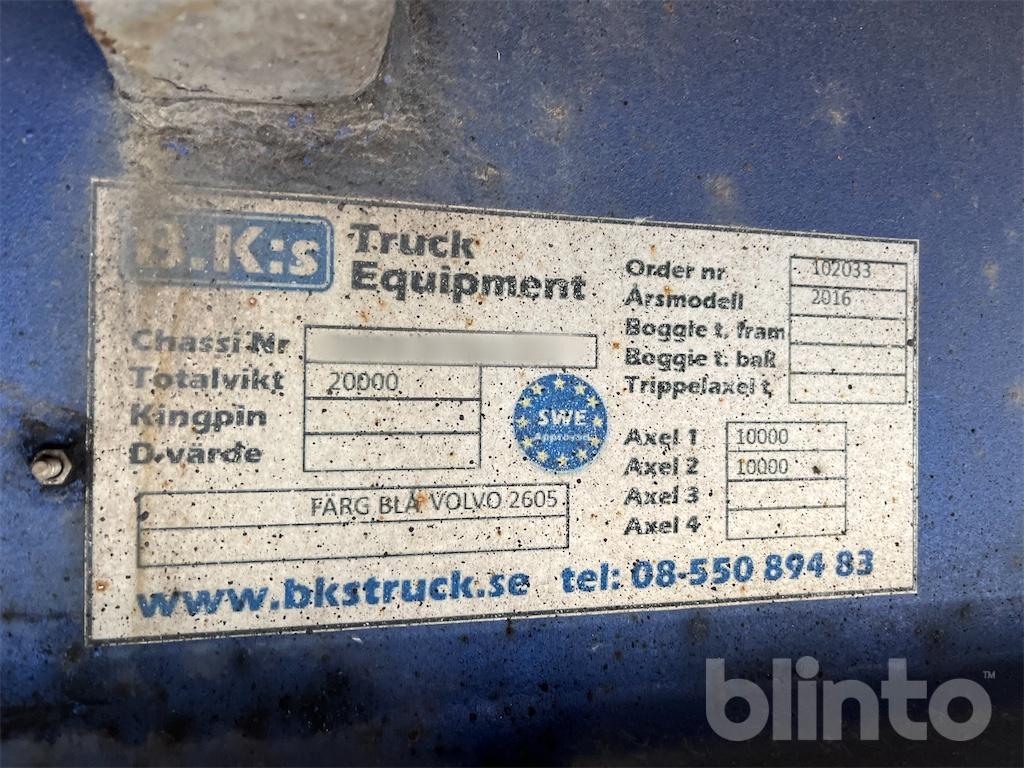 B.K:s Truck Equipment
Chassi Nr
Totalvikt 20000
Kingpin
D.värde
SWE
Approved
FÄRG BLÅ VOLVO 2605
Order nr 102033
Årsmodell 2016
Boggie t, fram
Boggie t. bak
Trippelaxel t,
Axel 1 10000
Axel 2 10000
Axel 3
Axel 4
www.bkstruck.se tel: 08-550 894 83
blinto™